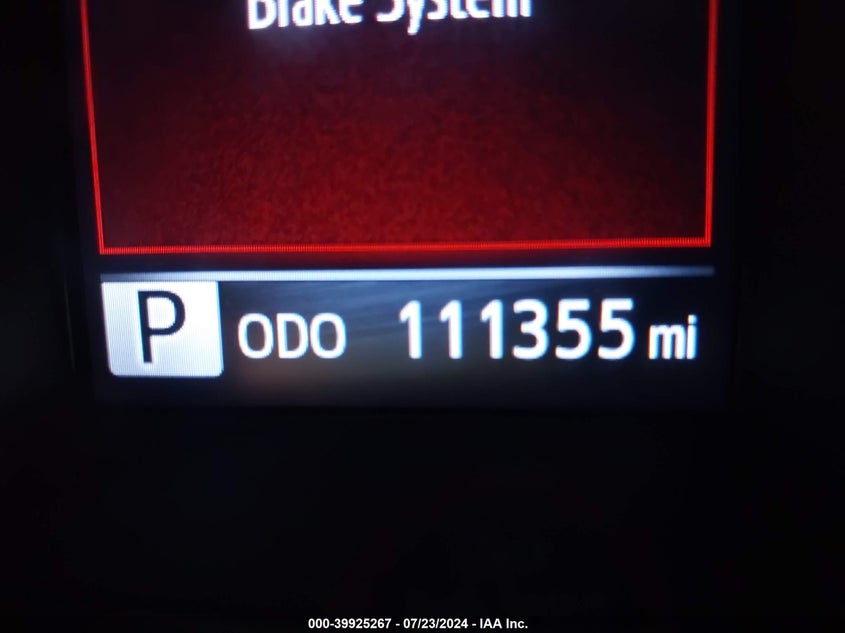 Brake System
P ODO 111355 mi
000-39925267 - 07/23/2024 - IAA Inc.